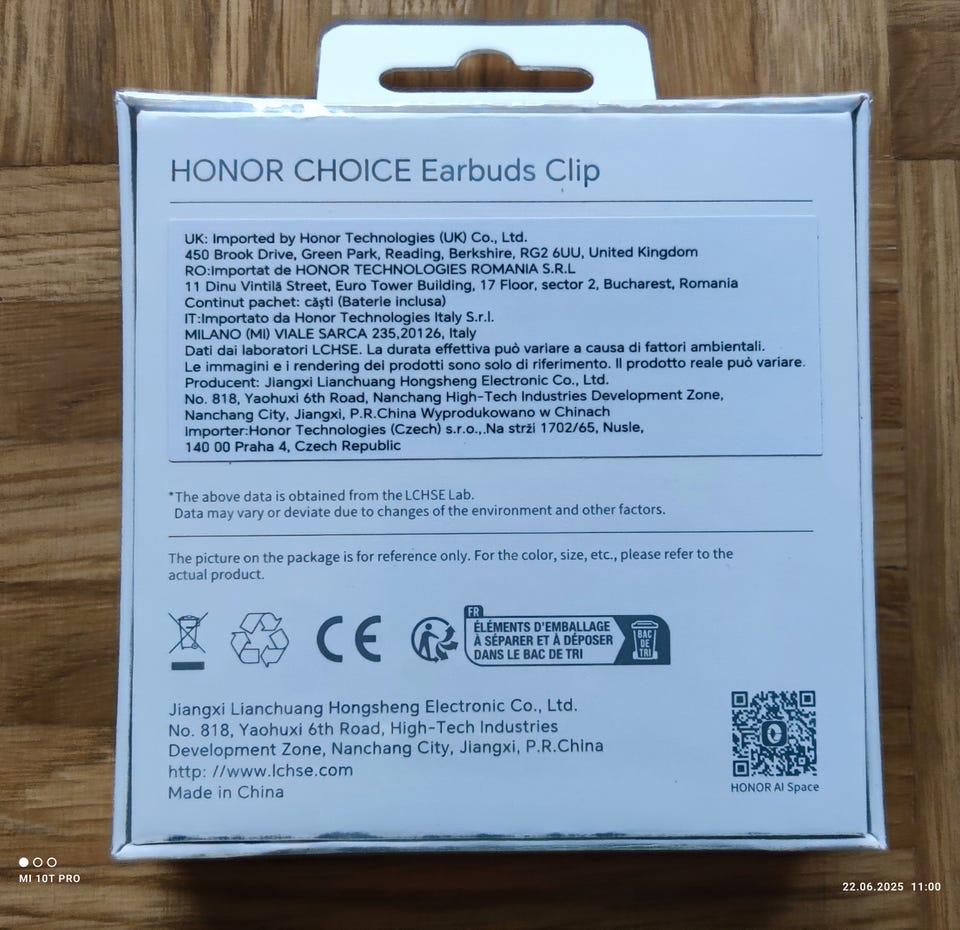 HONOR CHOICE Earbuds Clip
UK: Imported by Honor Technologies (UK) Co., Ltd.
450 Brook Drive, Green Park, Reading, Berkshire, RG2 6UU, United Kingdom
RO:Importat de HONOR TECHNOLOGIES ROMANIA S.R.L
11 Dinu Vintilă Street, Euro Tower Building, 17 Floor, sector 2, Bucharest, Romania
Continut pachet: căști (Baterie inclusa)
IT:Importato da Honor Technologies Italy S.r.l.
MILANO (MI) VIALE SARCA 235,20126, Italy
Dati dai laboratori LCHSE. La durata effettiva può variare a causa di fattori ambientali.
Le immagini e i rendering dei prodotti sono solo di riferimento. Il prodotto reale può variare.
Producent: Jiangxi Lianchuang Hongsheng Electronic Co., Ltd.
No. 818, Yaohuxi 6th Road, Nanchang High-Tech Industries Development Zone,
Nanchang City, Jiangxi, P.R.China Wyprodukowano w Chinach
Importer:Honor Technologies (Czech) s.r.o.,.Na strži 1702/65, Nusle,
140 00 Praha 4, Czech Republic
*The above data is obtained from the LCHSE Lab.
Data may vary or deviate due to changes of the environment and other factors.
The picture on the package is for reference only. For the color, size, etc., please refer to the
actual product.
CE
FR
ÉLÉMENTS D'EMBALLAGE
À SÉPARER ET À DÉPOSER
DANS LE BAC DE TRI
BAC
DE
TRI
Jiangxi Lianchuang Hongsheng Electronic Co., Ltd.
No. 818, Yaohuxi 6th Road, High-Tech Industries
Development Zone, Nanchang City, Jiangxi, P.R.China
http: //www.lchse.com
Made in China
HONOR AI Space
MI 10T PRO
22.06.2025 11:00